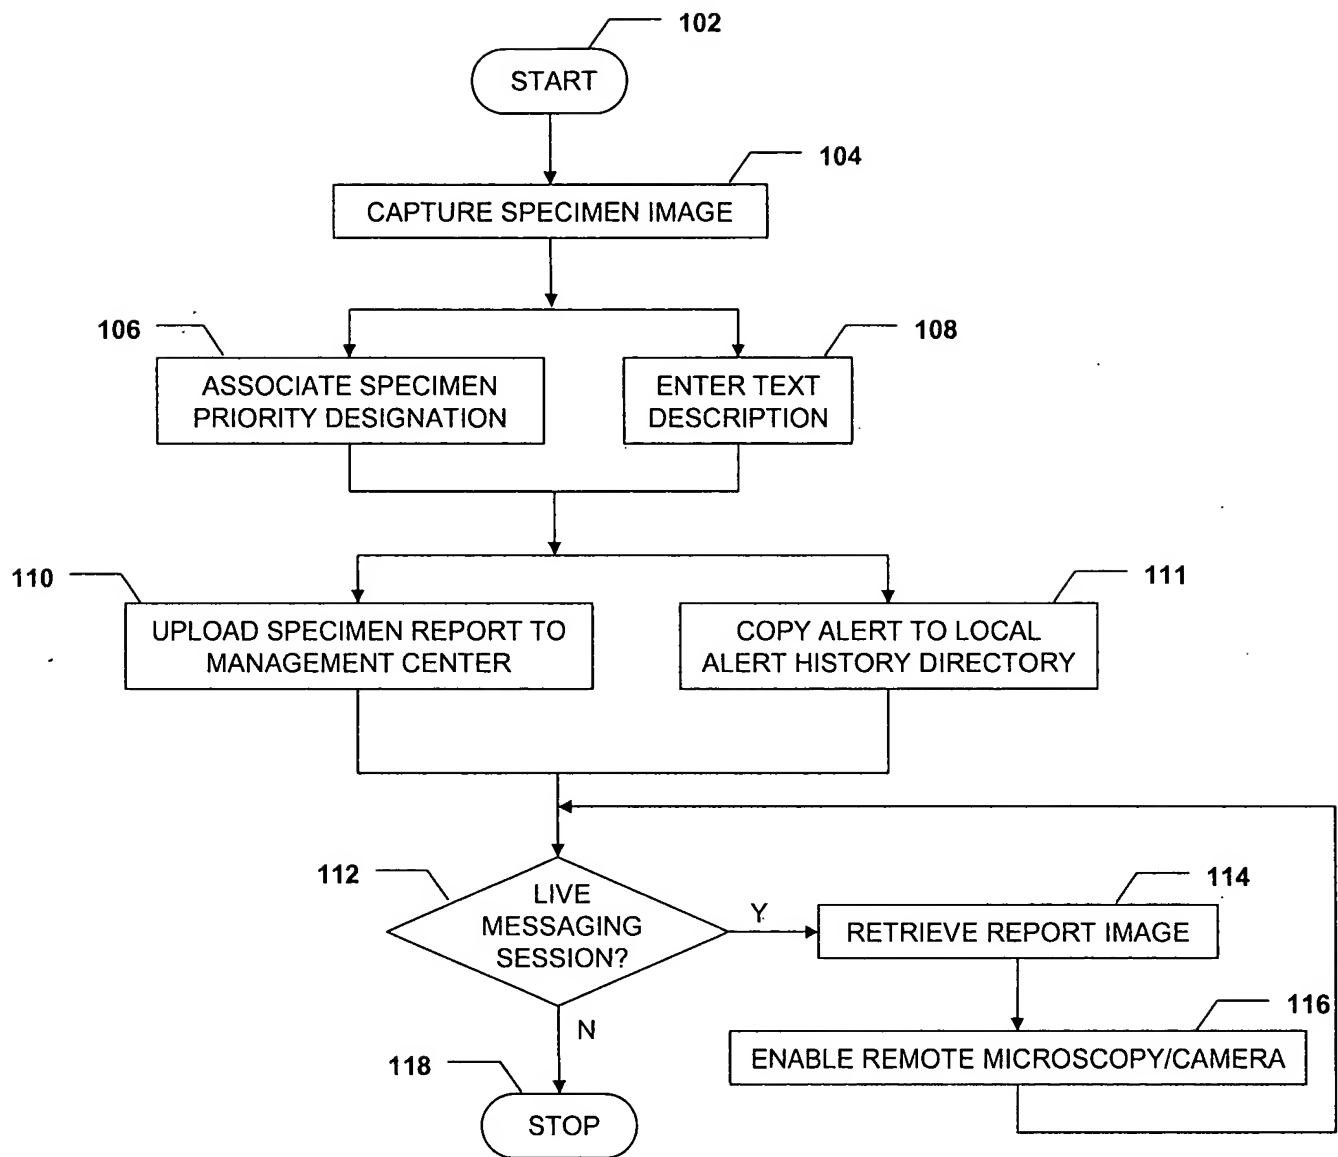 102
START
104
CAPTURE SPECIMEN IMAGE
106
108
ASSOCIATE SPECIMEN
PRIORITY DESIGNATION
ENTER TEXT
DESCRIPTION
110
111
UPLOAD SPECIMEN REPORT TO
MANAGEMENT CENTER
COPY ALERT TO LOCAL
ALERT HISTORY DIRECTORY
112
LIVE
MESSAGING
SESSION?
Y
114
RETRIEVE REPORT IMAGE
N
116
ENABLE REMOTE MICROSCOPY/CAMERA
118
STOP